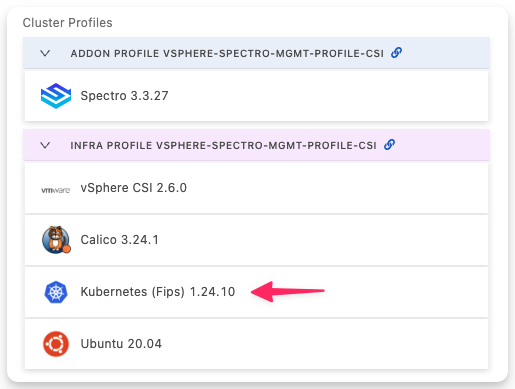 Cluster Profiles
ADDON PROFILE VSPHERE-SPECTRO-MGMT-PROFILE-CSI
Spectro 3.3.27
INFRA PROFILE VSPHERE-SPECTRO-MGMT-PROFILE-CSI
vmware vSphere CSI 2.6.0
Calico 3.24.1
Kubernetes (Fips) 1.24.10
Ubuntu 20.04